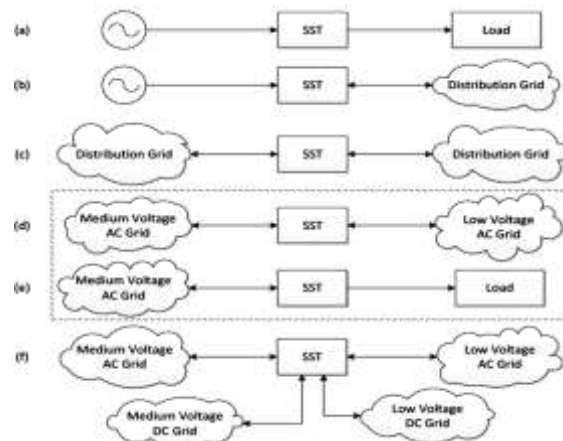 (a) SST Load
(b) SST Distribution Grid
(c) Distribution Grid SST Distribution Grid
(d) Medium Voltage AC Grid SST Low Voltage AC Grid
(e) Medium Voltage AC Grid SST Load
(f) Medium Voltage AC Grid SST Low Voltage AC Grid
Medium Voltage DC Grid Low Voltage DC Grid